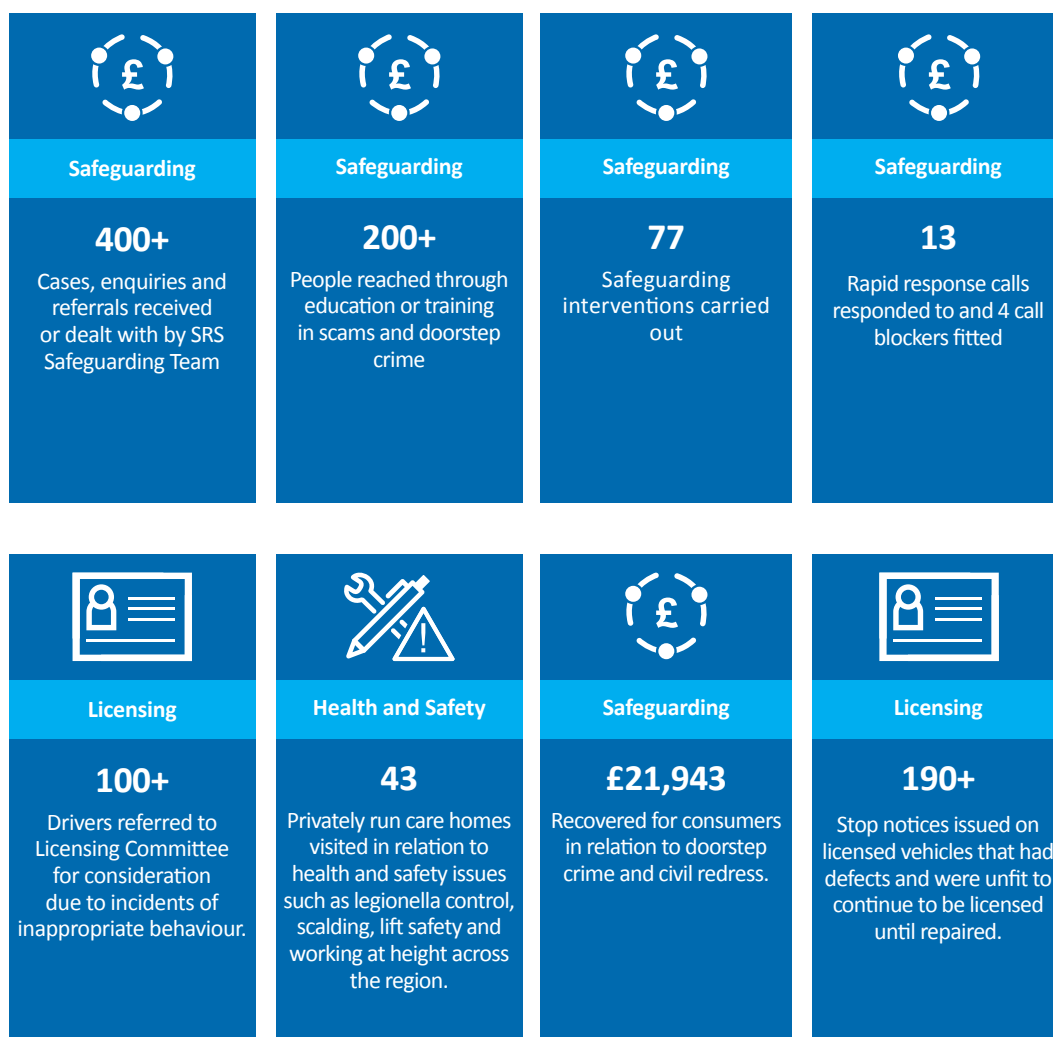 £
Safeguarding
400+
Cases, enquiries and
referrals received
or dealt with by SRS
Safeguarding Team
£
Safeguarding
200+
People reached through
education or training
in scams and doorstep
crime
£
Safeguarding
77
Safeguarding
interventions carried
out
£
Safeguarding
13
Rapid response calls
responded to and 4 call
blockers fitted
Licensing
100+
Drivers referred to
Licensing Committee
for consideration
due to incidents of
inappropriate behaviour.
!
Health and Safety
43
Privately run care homes
visited in relation to
health and safety issues
such as legionella control,
scalding, lift safety and
working at height across
the region.
£
Safeguarding
£21,943
Recovered for consumers
in relation to doorstep
crime and civil redress.
Licensing
190+
Stop notices issued on
licensed vehicles that had
defects and were unfit to
continue to be licensed
until repaired.